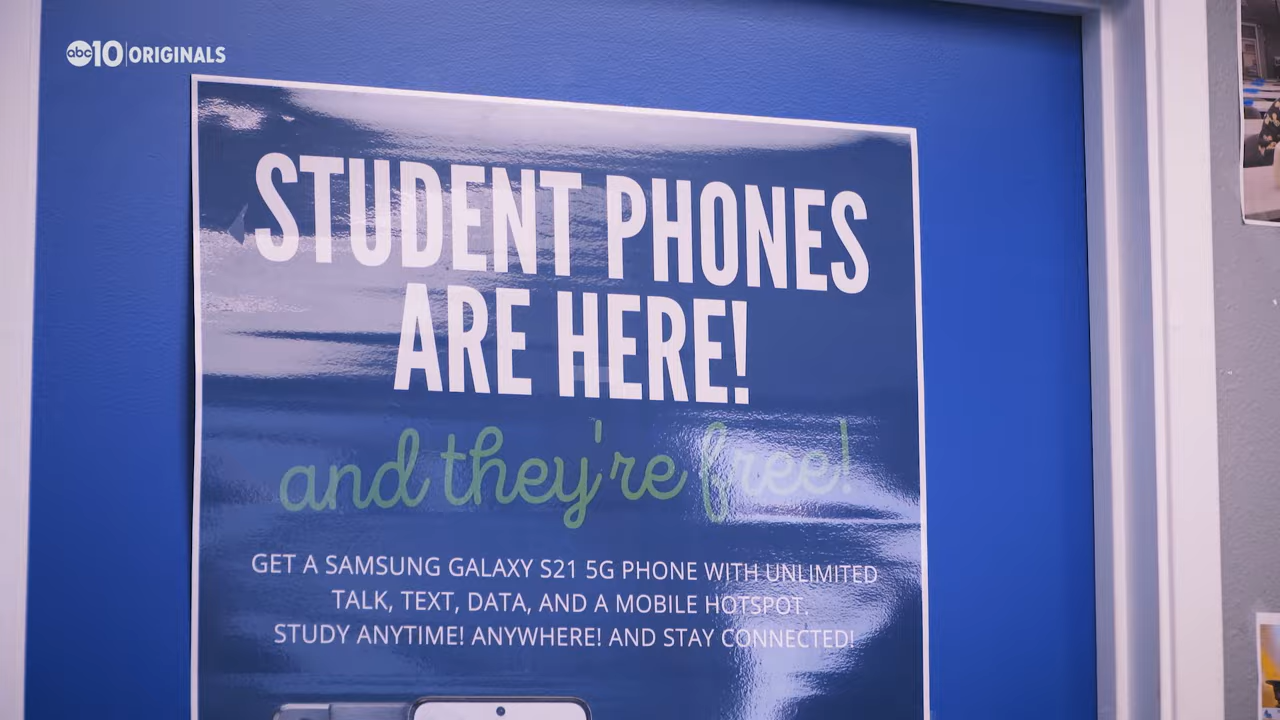 abc10 ORIGINALS
STUDENT PHONES
ARE HERE!
and they're free!
GET A SAMSUNG GALAXY S21 5G PHONE WITH UNLIMITED
TALK, TEXT, DATA, AND A MOBILE HOTSPOT.
STUDY ANYTIME! ANYWHERE! AND STAY CONNECTED!